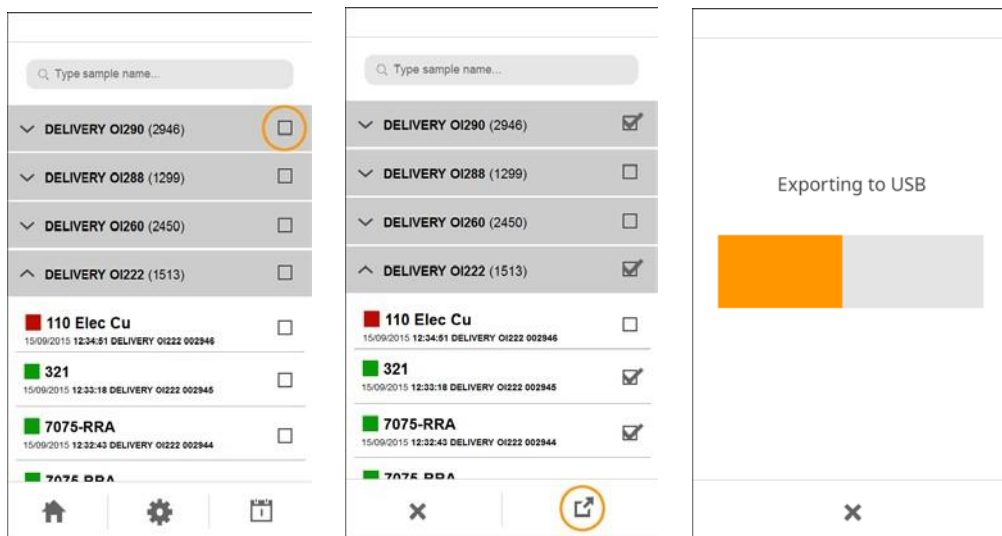 Type sample name...
DELIVERY OI290 (2946)
DELIVERY OI288 (1299)
DELIVERY OI260 (2450)
DELIVERY OI222 (1513)
110 Elec Cu
15/09/2015 12:34:51 DELIVERY OI222 002946
321
15/09/2015 12:33:18 DELIVERY OI222 002945
7075-RRA
15/09/2015 12:32:43 DELIVERY OI222 002944
7075 RRA
1
Type sample name...
DELIVERY OI290 (2946)
DELIVERY OI288 (1299)
DELIVERY OI260 (2450)
DELIVERY OI222 (1513)
110 Elec Cu
15/09/2015 12:34:51 DELIVERY OI222 002946
321
15/09/2015 12:33:18 DELIVERY OI222 002945
7075-RRA
15/09/2015 12:32:43 DELIVERY OI222 002944
7075 RRA
Exporting to USB